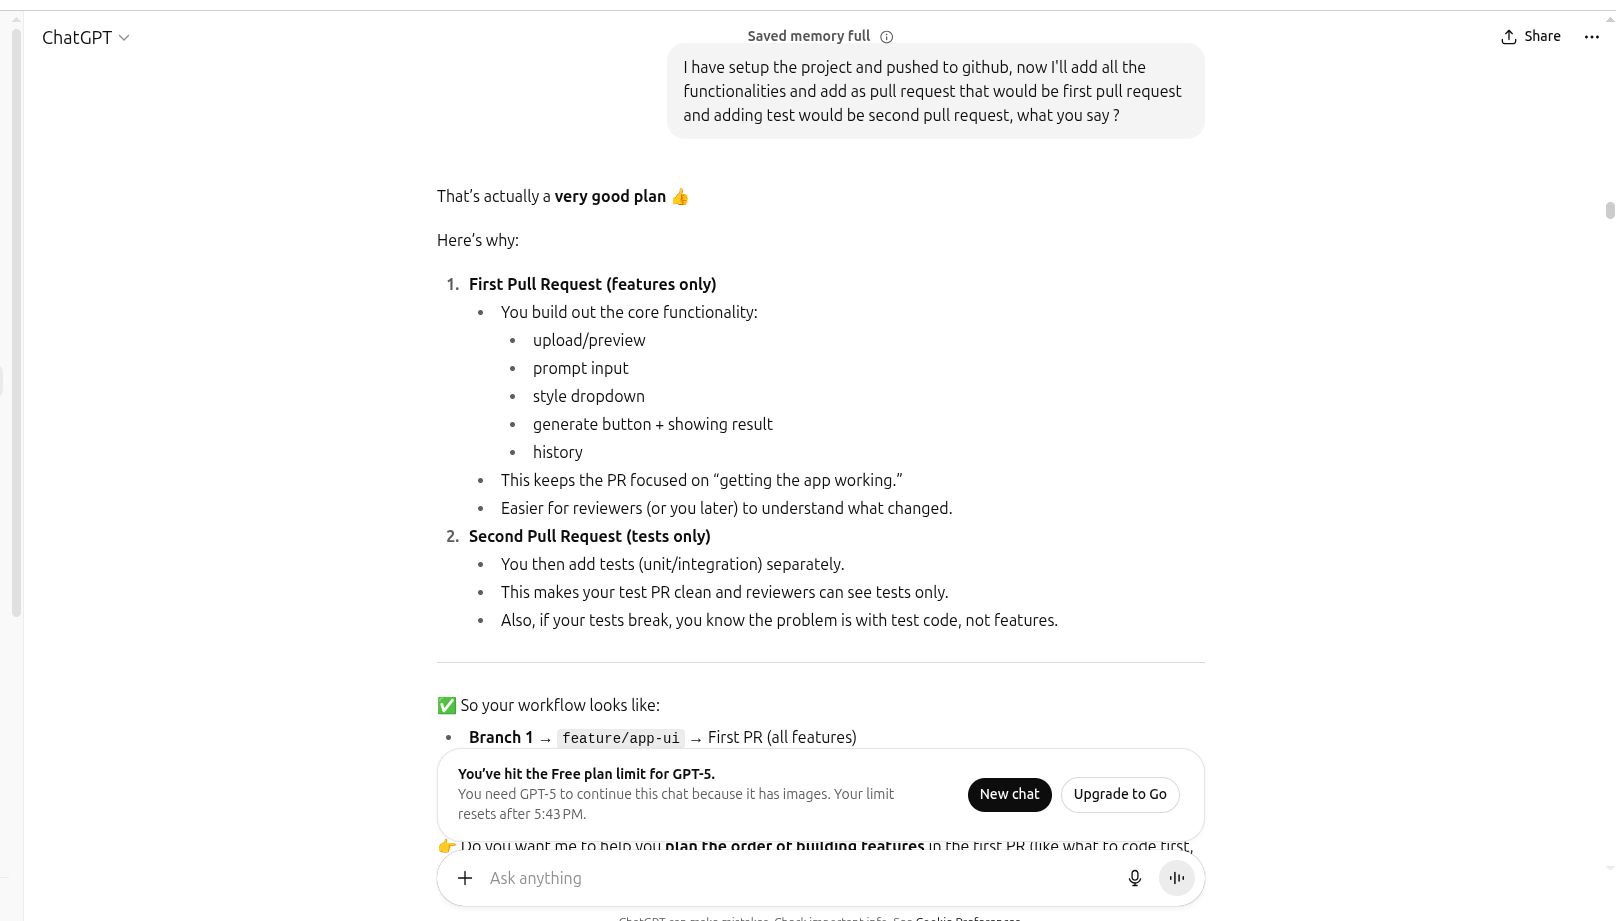 ChatGPT
Saved memory full
Share
I have setup the project and pushed to github, now I'll add all the
functionalities and add as pull request that would be first pull request
and adding test would be second pull request, what you say ?
That’s actually a very good plan 👍
Here’s why:
1. First Pull Request (features only)
• You build out the core functionality:
• upload/preview
• prompt input
• style dropdown
• generate button + showing result
• history
• This keeps the PR focused on “getting the app working.”
• Easier for reviewers (or you later) to understand what changed.
2. Second Pull Request (tests only)
• You then add tests (unit/integration) separately.
• This makes your test PR clean and reviewers can see tests only.
• Also, if your tests break, you know the problem is with test code, not features.
✅ So your workflow looks like:
• Branch 1 → feature/app-ui → First PR (all features)
You’ve hit the Free plan limit for GPT-5.
You need GPT-5 to continue this chat because it has images. Your limit
resets after 5:43 PM.
New chat
Upgrade to Go
👉 Do you want me to help you plan the order of building features in the first PR (like what to code first,
Ask anything
ChatGPT can make mistakes. Check important info. See Cookie Preferences.